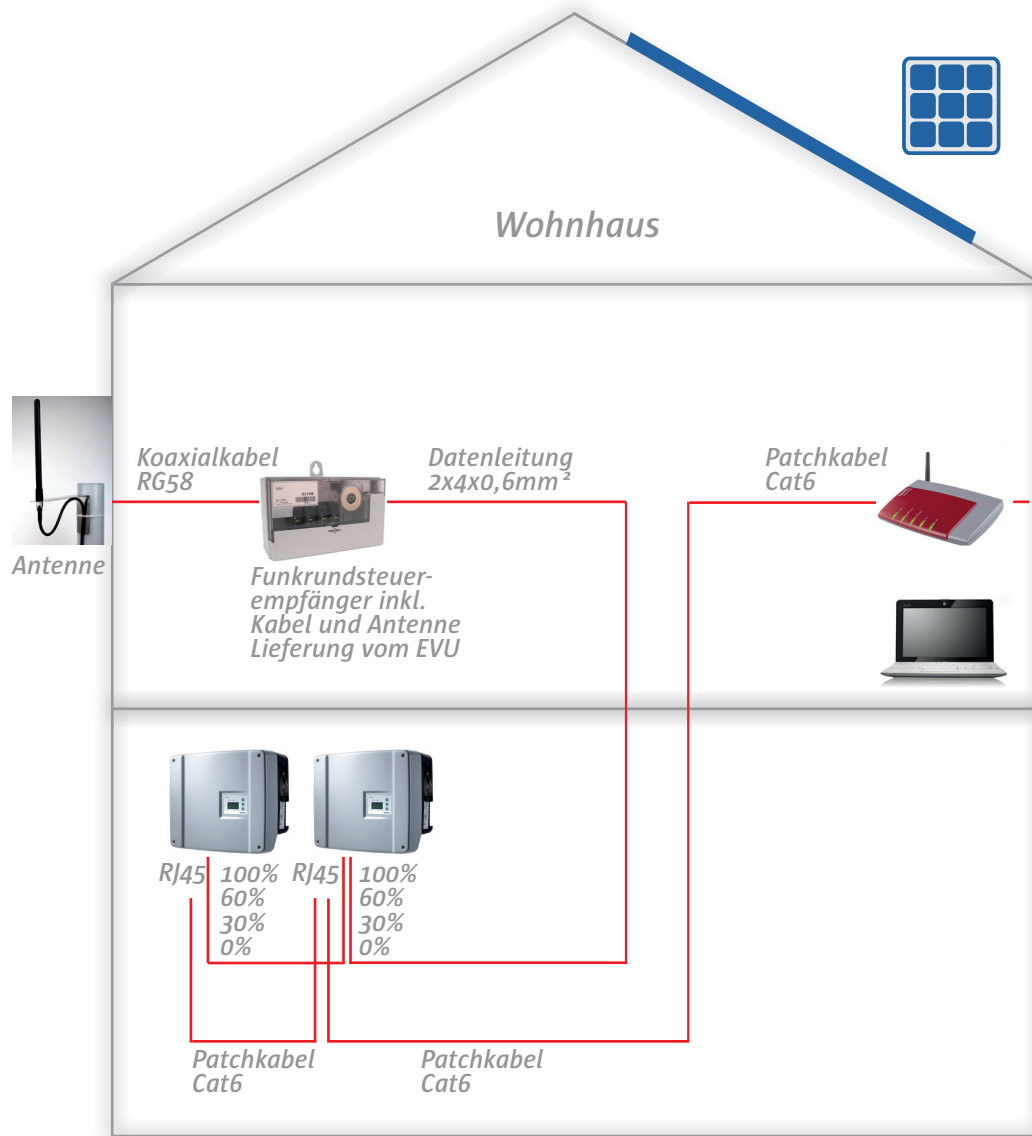 Wohnhaus
Koaxialkabel
RG58
Datenleitung
2x4x0,6mm²
Patchkabel
Cat6
Antenne
Funkrundsteuer-
empfänger inkl.
Kabel und Antenne
Lieferung vom EVU
RJ45
100%
60%
30%
0%
RJ45
100%
60%
30%
0%
Patchkabel
Cat6
Patchkabel
Cat6